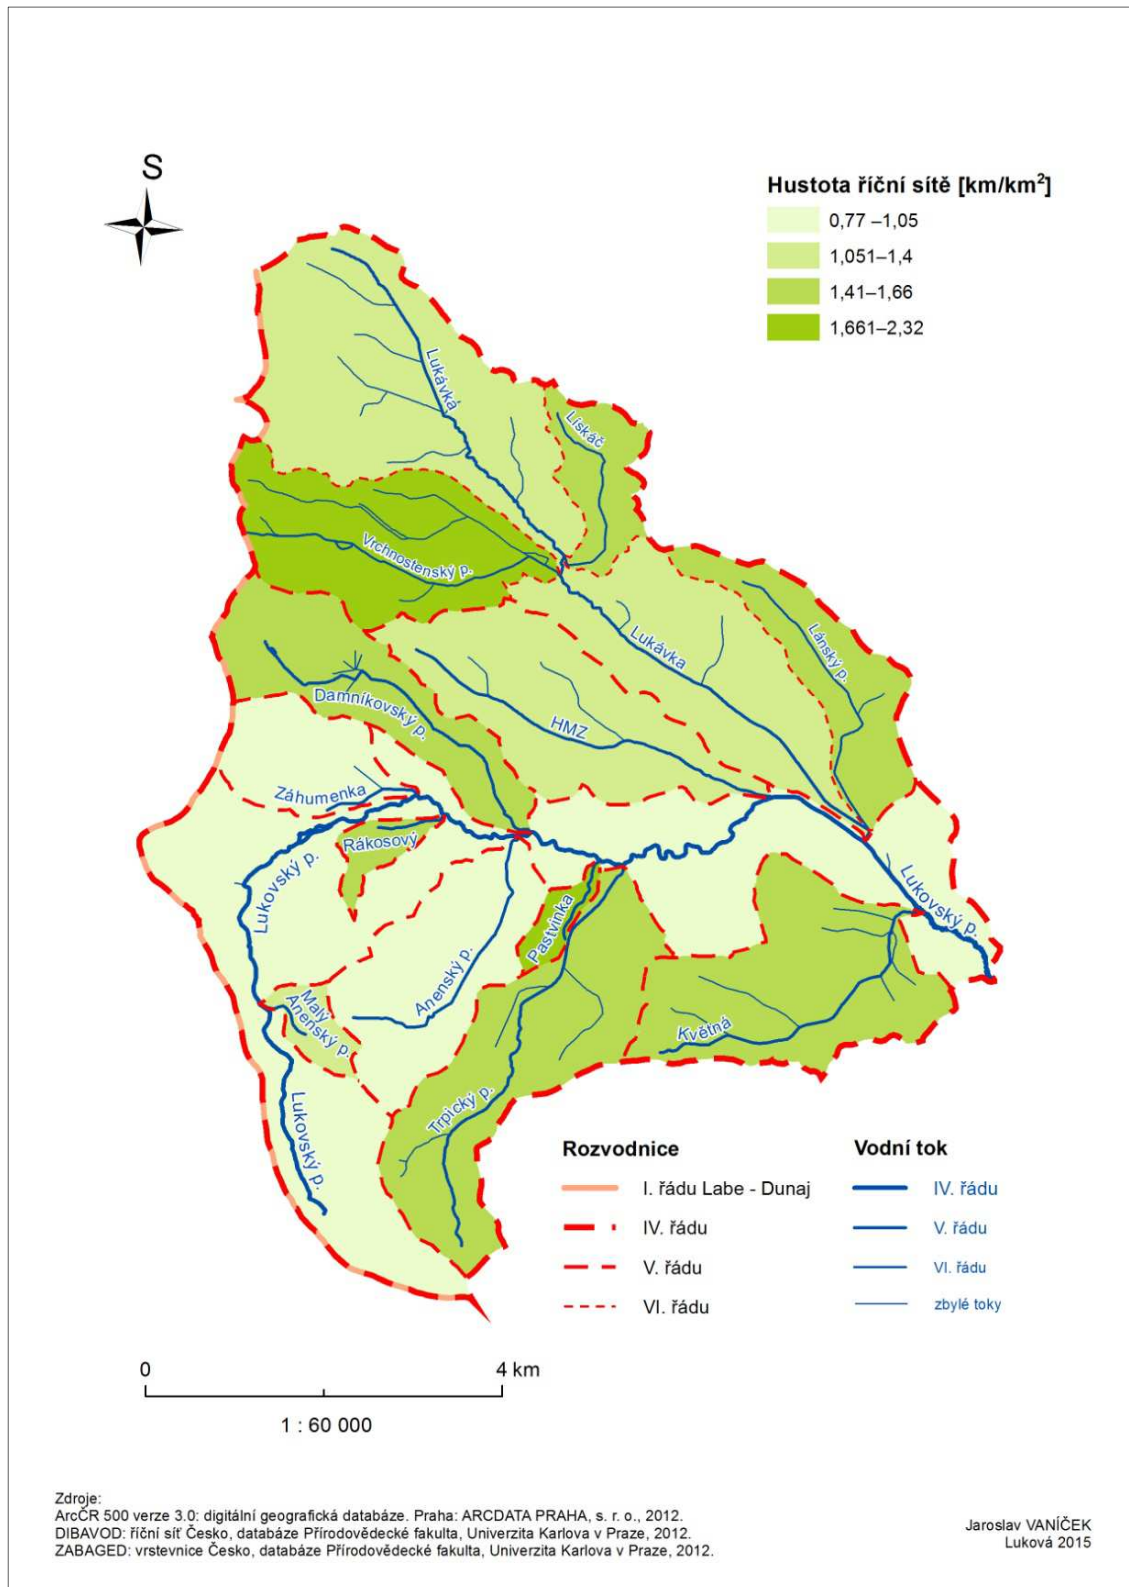 S
Hustota říční sítě [km/km²]
0,77 –1,05
1,051–1,4
1,41–1,66
1,661–2,32
Lukávka
Lískáč
Vrchnostenský p.
Lukávka
Lánský p.
Damníkovský p.
HMZ
Záhumenka
Rákosový
Lukovský p.
Lukovský p.
Pastvinka
Anenský p.
Malý
Anenský p.
Květná
Trpický p.
Lukovský p.
Rozvodnice
I. řádu Labe - Dunaj
IV. řádu
V. řádu
VI. řádu
Vodní tok
IV. řádu
V. řádu
VI. řádu
zbylé toky
0 4 km
1 : 60 000
Zdroje:
ArcČR 500 verze 3.0: digitální geografická databáze. Praha: ARCDATA PRAHA, s. r. o., 2012.
DIBAVOD: říční síť Česko, databáze Přírodovědecké fakulta, Univerzita Karlova v Praze, 2012.
ZABAGED: vrstevnice Česko, databáze Přírodovědecké fakulta, Univerzita Karlova v Praze, 2012.
Jaroslav VANÍČEK
Luková 2015